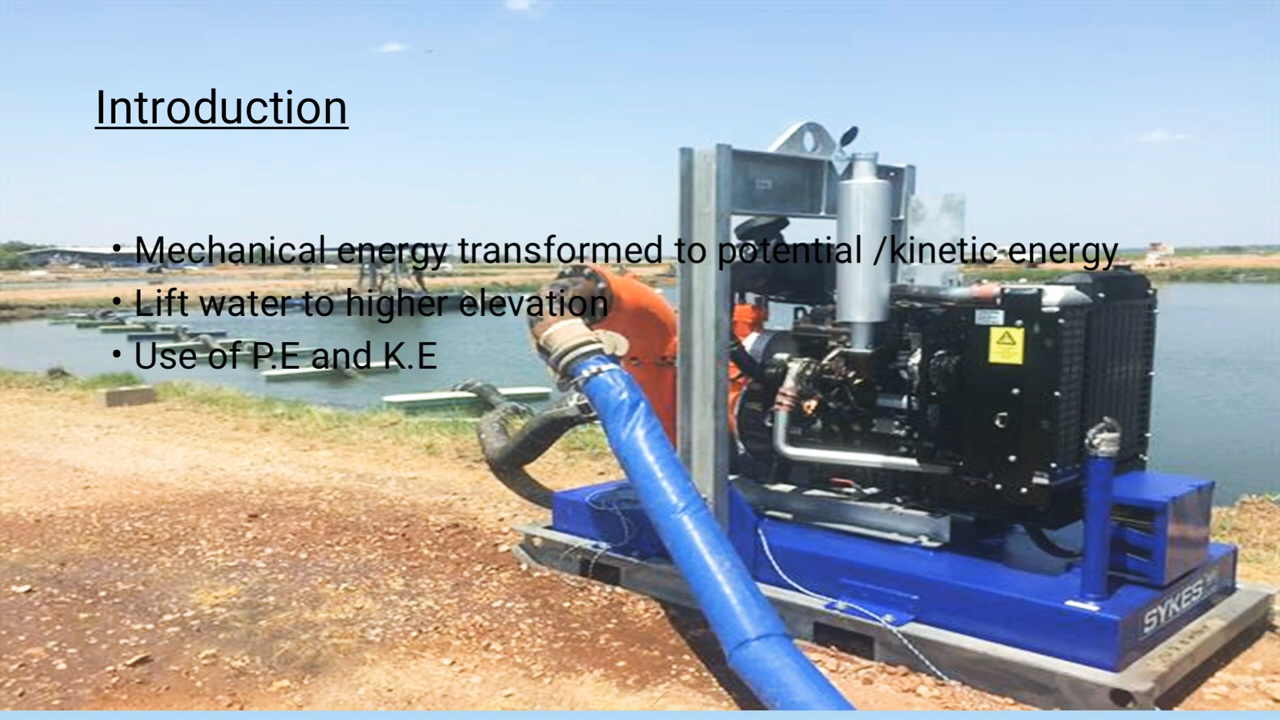 Introduction
• Mechanical energy transformed to potential /kinetic energy
• Lift water to higher elevation
• Use of P.E and K.E
SYKES